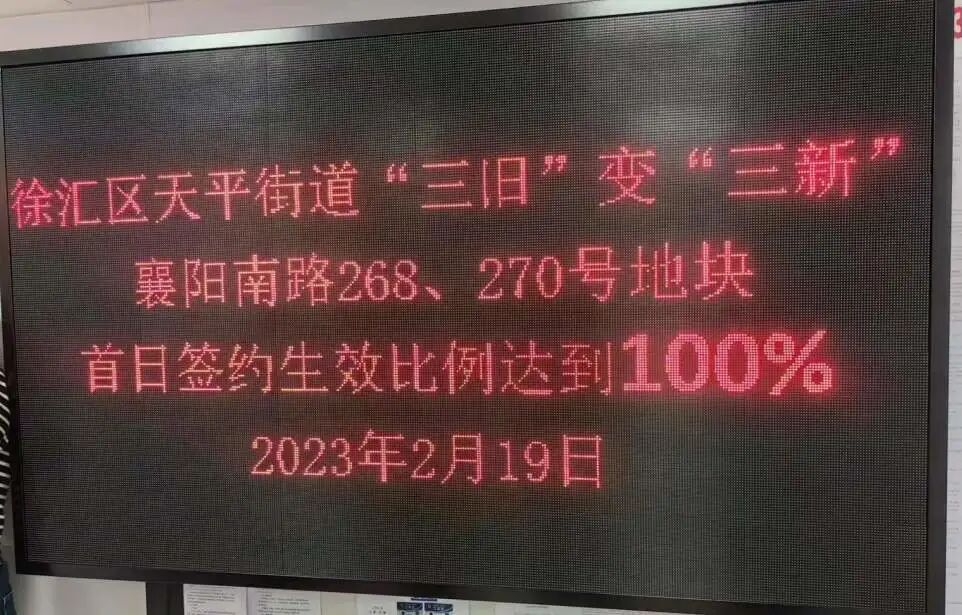 徐汇区天平街道“三旧”变“三新”
襄阳南路268、270号地块
首日签约生效比例达到100%
2023年2月19日